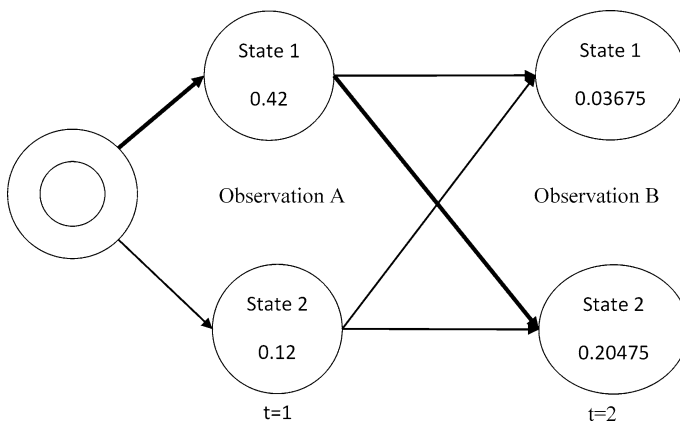 State 1
0.42
State 1
0.03675
Observation A
Observation B
State 2
0.12
State 2
0.20475
t=1
t=2